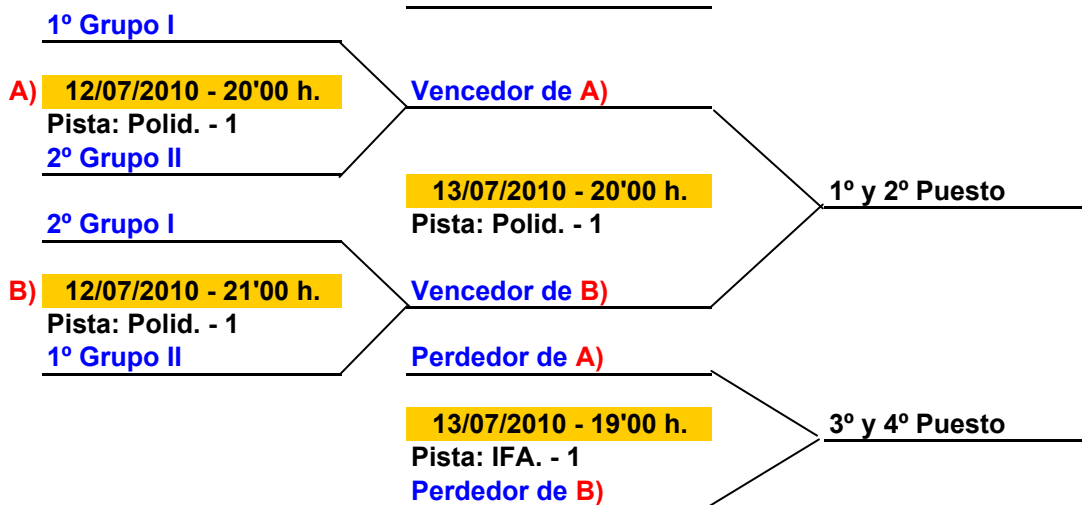 1º Grupo I
A) 12/07/2010 - 20'00 h.
Pista: Polid. - 1
2º Grupo II
2º Grupo I
B) 12/07/2010 - 21'00 h.
Pista: Polid. - 1
1º Grupo II
Vencedor de A)
13/07/2010 - 20'00 h.
Pista: Polid. - 1
Vencedor de B)
Perdedor de A)
13/07/2010 - 19'00 h.
Pista: IFA. - 1
Perdedor de B)
1º y 2º Puesto
3º y 4º Puesto